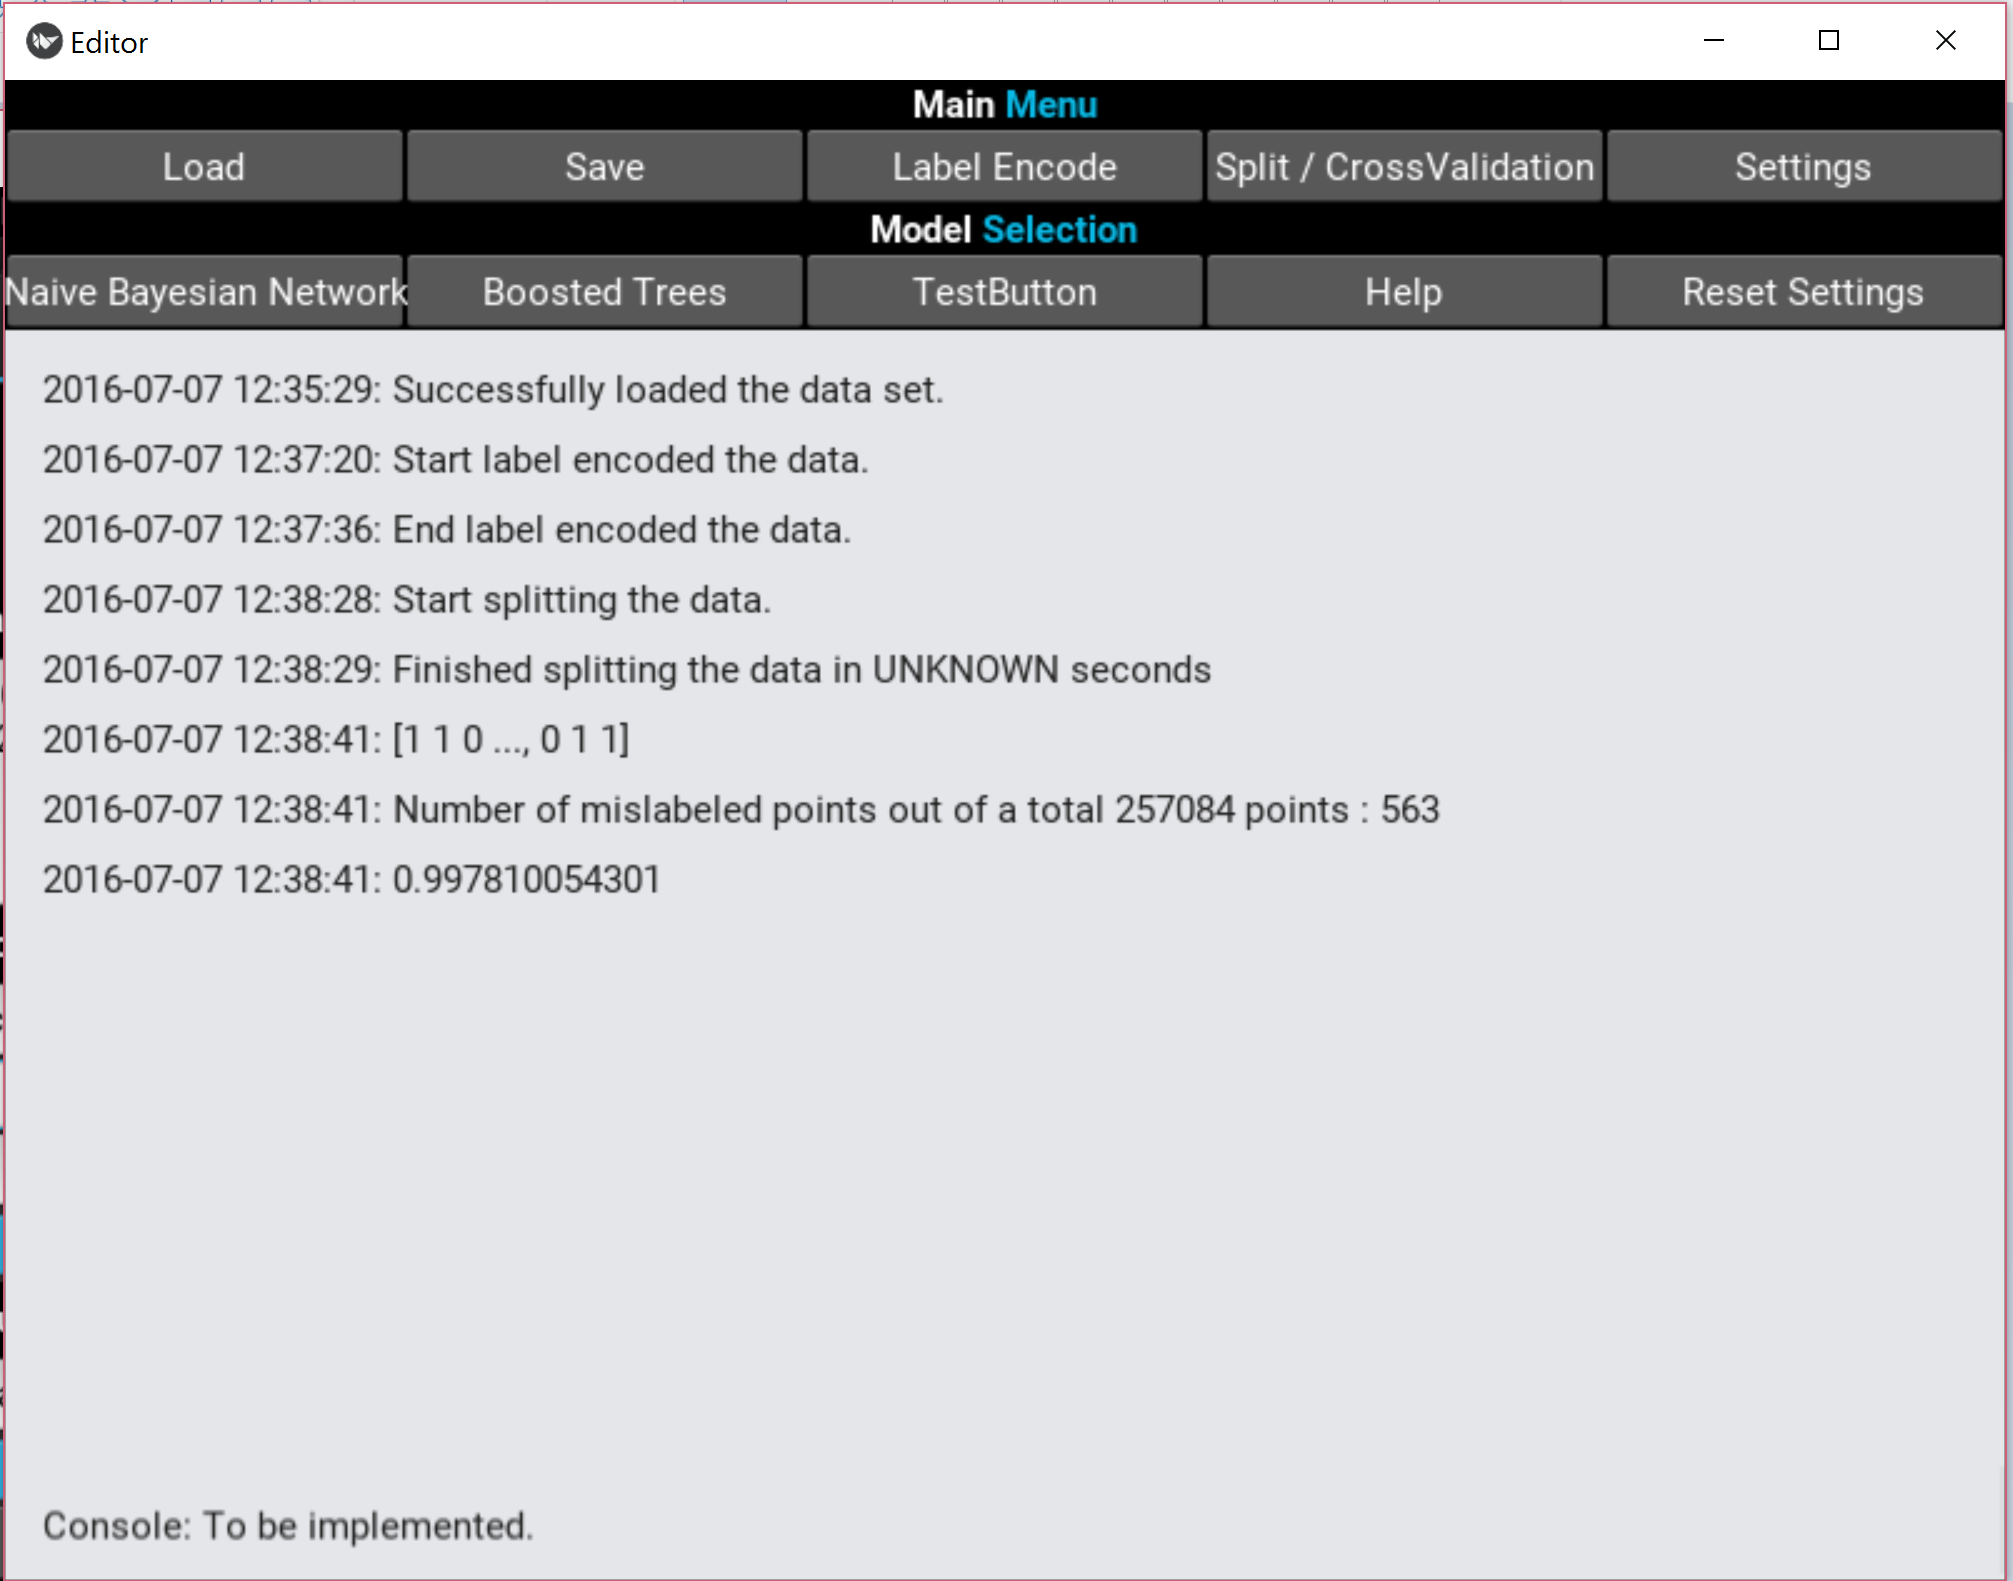 Editor
Main Menu
Load Save Label Encode Split / CrossValidation Settings
Model Selection
Naive Bayesian Network Boosted Trees TestButton Help Reset Settings
2016-07-07 12:35:29: Successfully loaded the data set.
2016-07-07 12:37:20: Start label encoded the data.
2016-07-07 12:37:36: End label encoded the data.
2016-07-07 12:38:28: Start splitting the data.
2016-07-07 12:38:29: Finished splitting the data in UNKNOWN seconds
2016-07-07 12:38:41: [1 1 0 ..., 0 1 1]
2016-07-07 12:38:41: Number of mislabeled points out of a total 257084 points : 563
2016-07-07 12:38:41: 0.997810054301
Console: To be implemented.